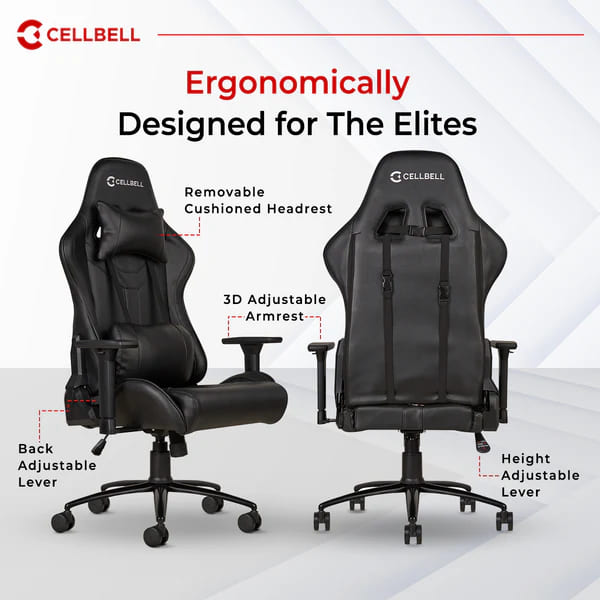 CELLBELL
Ergonomically
Designed for The Elites
CELLBELL
CELLBELL
Removable
Cushioned Headrest
3D Adjustable
Armrest
Back
Adjustable
Lever
Height
Adjustable
Lever